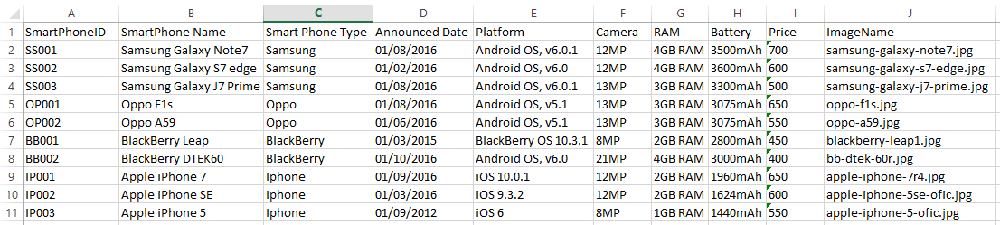 A B C D E F G H I J
1 SmartPhoneID SmartPhone Name Smart Phone Type Announced Date Platform Camera RAM Battery Price ImageName
2 SS001 Samsung Galaxy Note7 Samsung 01/08/2016 Android OS, v6.0.1 12MP 4GB RAM 3500mAh 700 samsung-galaxy-note7.jpg
3 SS002 Samsung Galaxy S7 edge Samsung 01/02/2016 Android OS, v6.0 12MP 4GB RAM 3600mAh 600 samsung-galaxy-s7-edge.jpg
4 SS003 Samsung Galaxy J7 Prime Samsung 01/08/2016 Android OS, v6.0.1 13MP 3GB RAM 3300mAh 500 samsung-galaxy-j7-prime.jpg
5 OP001 Oppo F1s Oppo 01/08/2016 Android OS, v5.1 13MP 3GB RAM 3075mAh 650 oppo-f1s.jpg
6 OP002 Oppo A59 Oppo 01/06/2016 Android OS, v5.1 13MP 3GB RAM 3075mAh 550 oppo-a59.jpg
7 BB001 BlackBerry Leap BlackBerry 01/03/2015 BlackBerry OS 10.3.1 8MP 2GB RAM 2800mAh 450 blackberry-leap1.jpg
8 BB002 BlackBerry DTEK60 BlackBerry 01/10/2016 Android OS, v6.0 21MP 4GB RAM 3000mAh 400 bb-dtek-60r.jpg
9 IP001 Apple iPhone 7 Iphone 01/09/2016 iOS 10.0.1 12MP 2GB RAM 1960mAh 650 apple-iphone-7r4.jpg
10 IP002 Apple iPhone SE Iphone 01/03/2016 iOS 9.3.2 12MP 2GB RAM 1624mAh 600 apple-iphone-5se-ofic.jpg
11 IP003 Apple iPhone 5 Iphone 01/09/2012 iOS 6 8MP 1GB RAM 1440mAh 550 apple-iphone-5-ofic.jpg